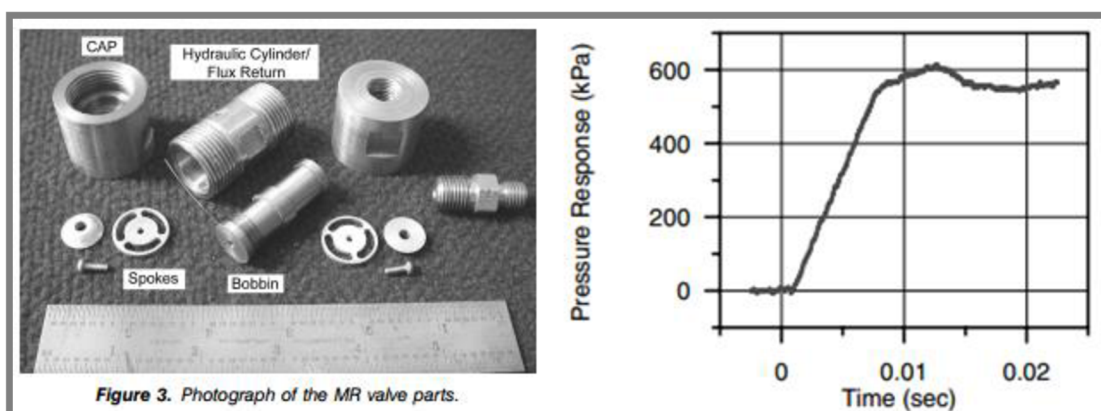 CAP
Hydraulic Cylinder/
Flux Return
Spokes
Bobbin
Figure 3. Photograph of the MR valve parts.
Pressure Response (kPa)
600
400
200
0
0
0.01
0.02
Time (sec)